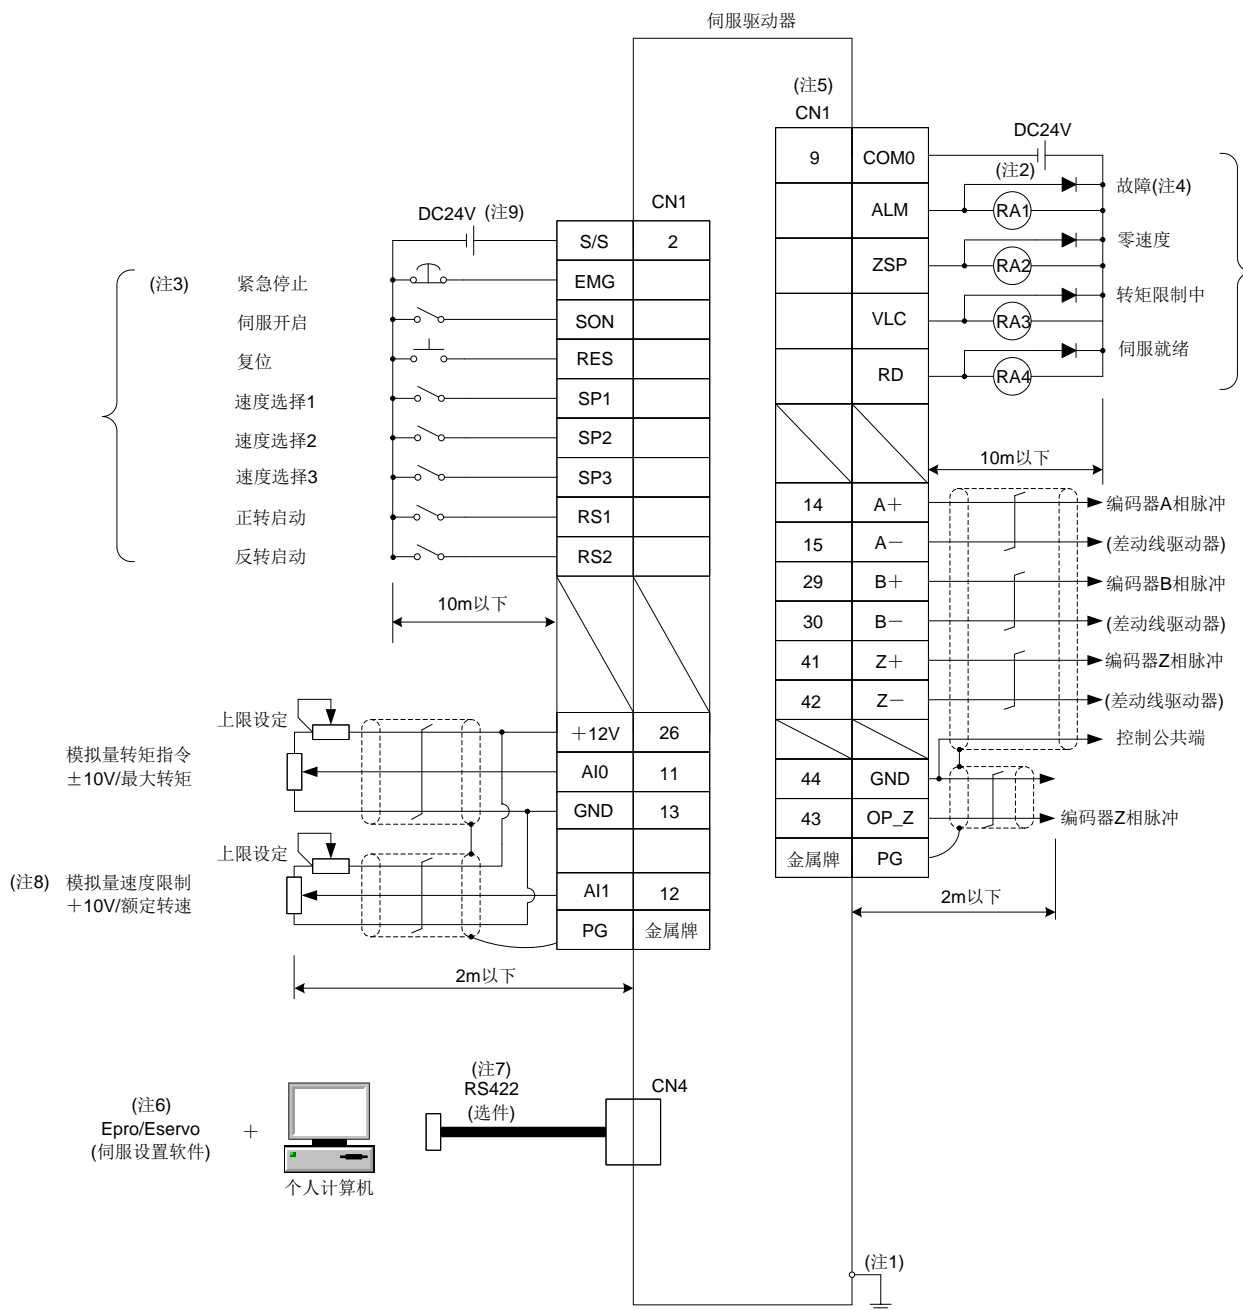 伺服驱动器
(注5)
CN1
DC24V
9 COM0
(注2)
ALM RA1 故障(注4)
ZSP RA2 零速度
VLC RA3 转矩限制中
RD RA4 伺服就绪
10m以下
14 A＋ 编码器A相脉冲
15 A－ (差动线驱动器)
29 B＋ 编码器B相脉冲
30 B－ (差动线驱动器)
41 Z＋ 编码器Z相脉冲
42 Z－ (差动线驱动器)
控制公共端
44 GND
43 OP_Z 编码器Z相脉冲
金属牌 PG
2m以下
CN1
DC24V (注9)
S/S 2
(注3) 紧急停止 EMG
伺服开启 SON
复位 RES
速度选择1 SP1
速度选择2 SP2
速度选择3 SP3
正转启动 RS1
反转启动 RS2
10m以下
上限设定 ＋12V 26
模拟量转矩指令
±10V/最大转矩
AI0 11
GND 13
上限设定
(注8) 模拟量速度限制
＋10V/额定转速
AI1 12
PG 金属牌
2m以下
(注7)
RS422
(选件)
CN4
(注6)
Epro/Eservo
(伺服设置软件)
＋
个人计算机
(注1)